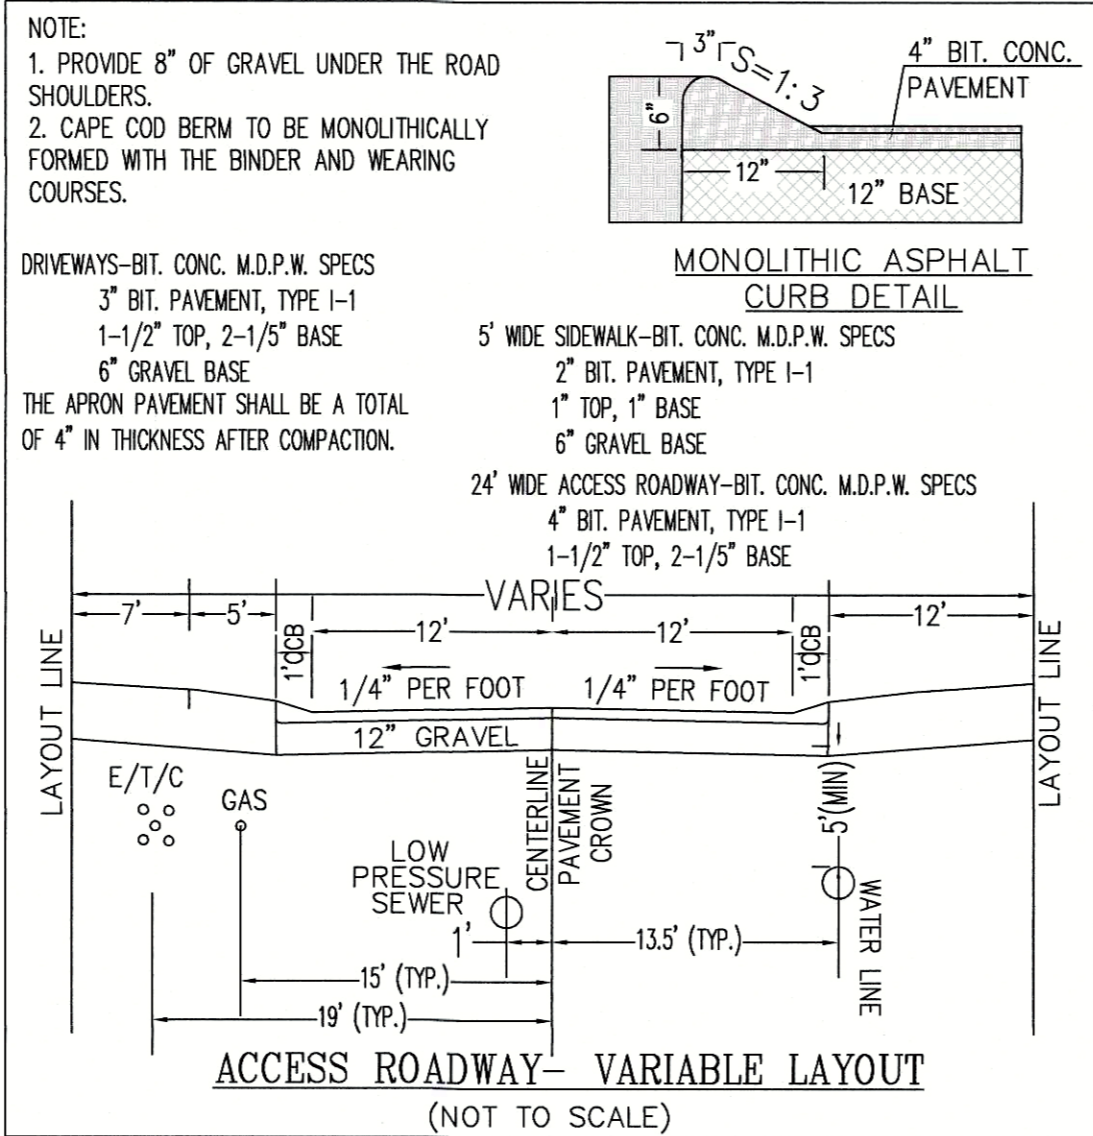 NOTE:
1. PROVIDE 8" OF GRAVEL UNDER THE ROAD
SHOULDERS.
2. CAPE COD BERM TO BE MONOLITHICALLY
FORMED WITH THE BINDER AND WEARING
COURSES.
3"
S=1:3
4" BIT. CONC.
PAVEMENT
6"
12"
12" BASE
MONOLITHIC ASPHALT
CURB DETAIL
DRIVEWAYS-BIT. CONC. M.D.P.W. SPECS
3" BIT. PAVEMENT, TYPE I-1
1-1/2" TOP, 2-1/5" BASE
6" GRAVEL BASE
THE APRON PAVEMENT SHALL BE A TOTAL
OF 4" IN THICKNESS AFTER COMPACTION.
5' WIDE SIDEWALK-BIT. CONC. M.D.P.W. SPECS
2" BIT. PAVEMENT, TYPE I-1
1" TOP, 1" BASE
6" GRAVEL BASE
24' WIDE ACCESS ROADWAY-BIT. CONC. M.D.P.W. SPECS
4" BIT. PAVEMENT, TYPE I-1
1-1/2" TOP, 2-1/5" BASE
VARIES
7'
5'
12'
12'
12'
1'CCB
1'CCB
1/4" PER FOOT
1/4" PER FOOT
LAYOUT LINE
LAYOUT LINE
12" GRAVEL
E/T/C
GAS
CENTERLINE
PAVEMENT
CROWN
5'(MIN)
LOW
PRESSURE
SEWER
WATER LINE
1'
13.5' (TYP.)
15' (TYP.)
19' (TYP.)
ACCESS ROADWAY- VARIABLE LAYOUT
(NOT TO SCALE)